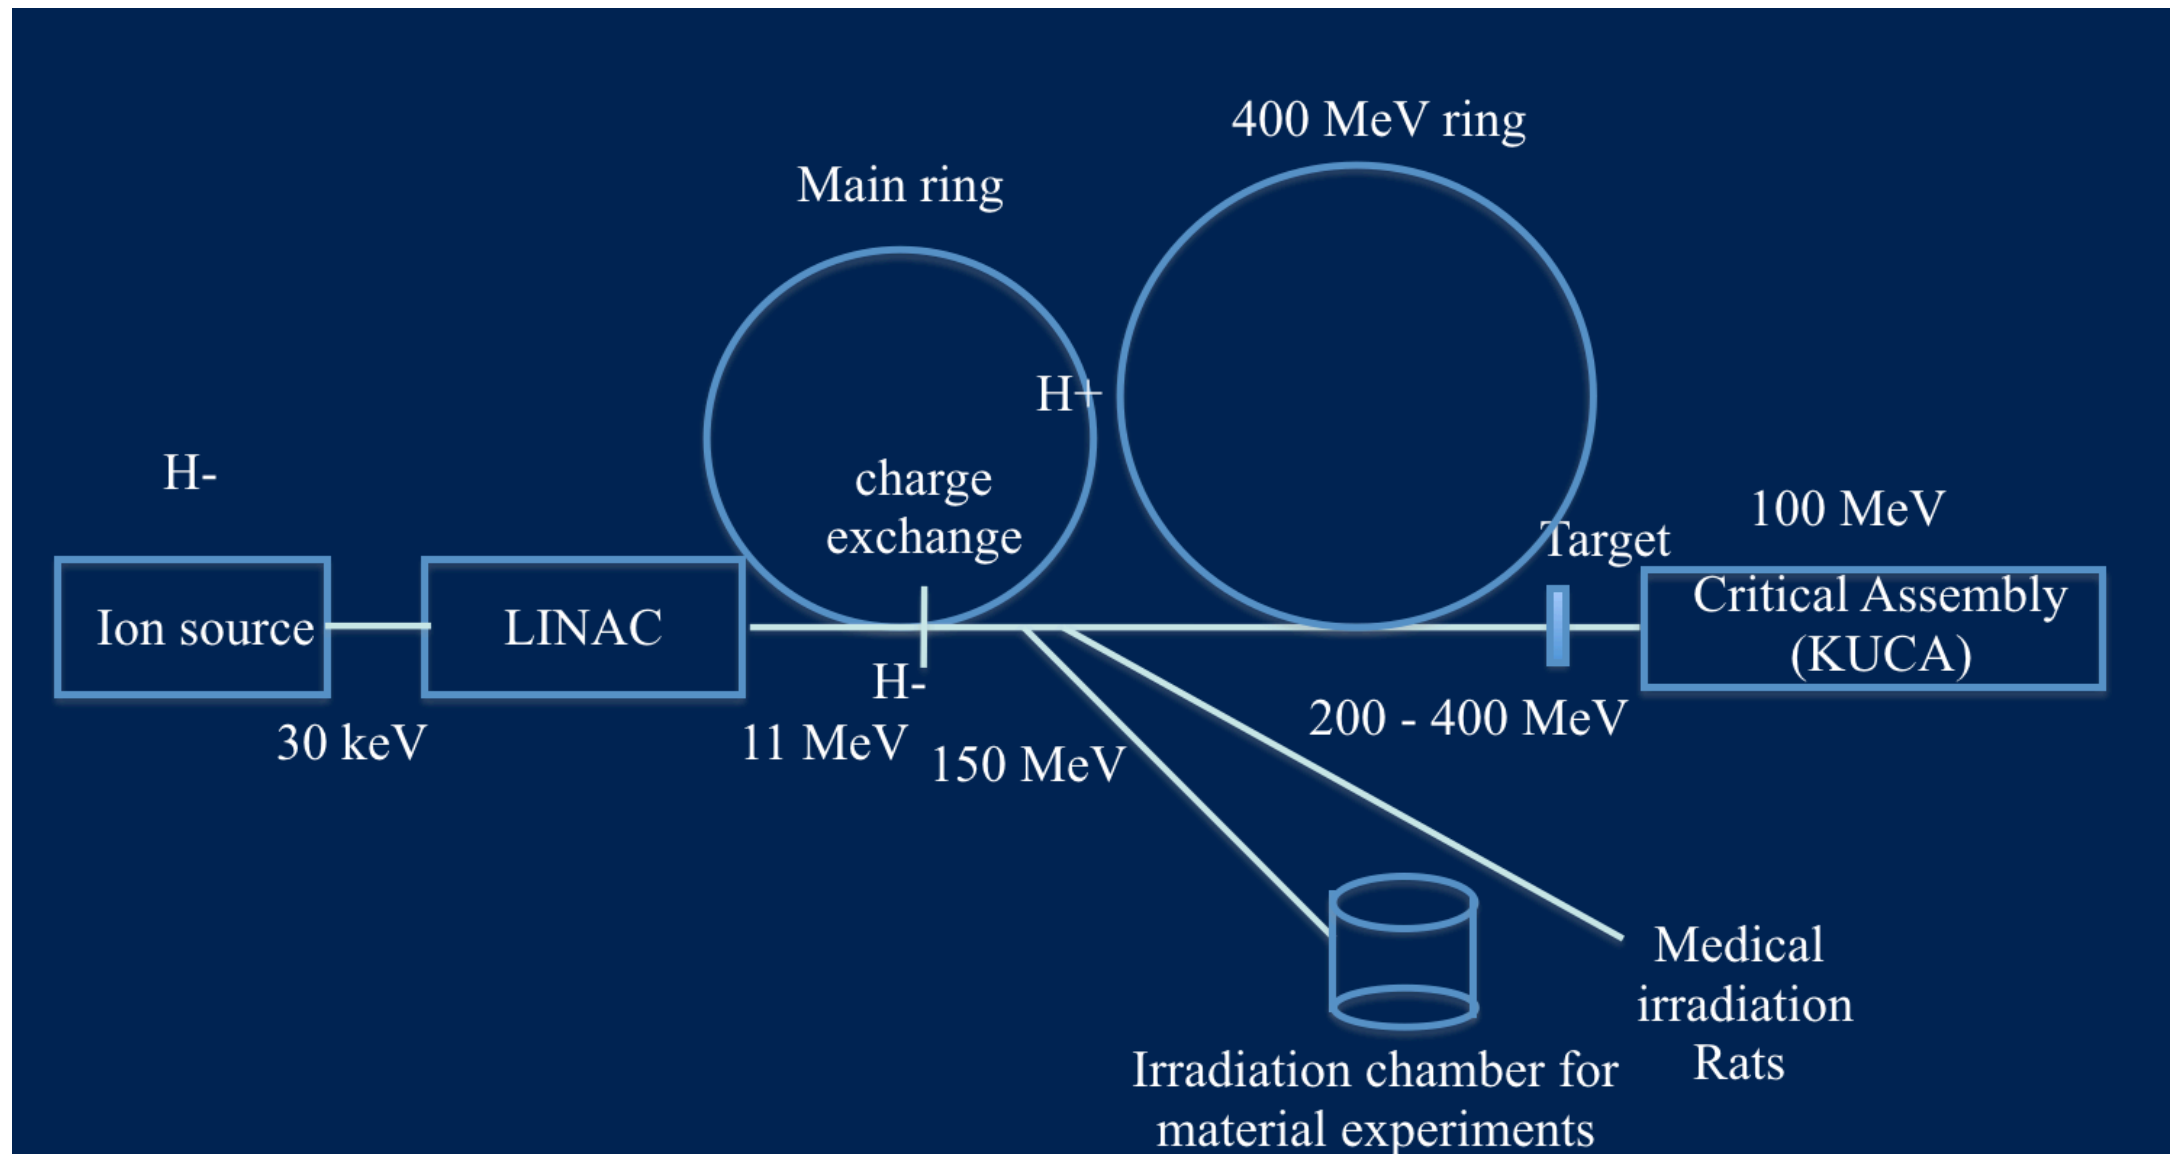 400 MeV ring
Main ring
H+
H-
charge
exchange
100 MeV
Target
Ion source
LINAC
Critical Assembly
(KUCA)
H-
30 keV
11 MeV
150 MeV
200 - 400 MeV
Medical
irradiation
Rats
Irradiation chamber for
material experiments